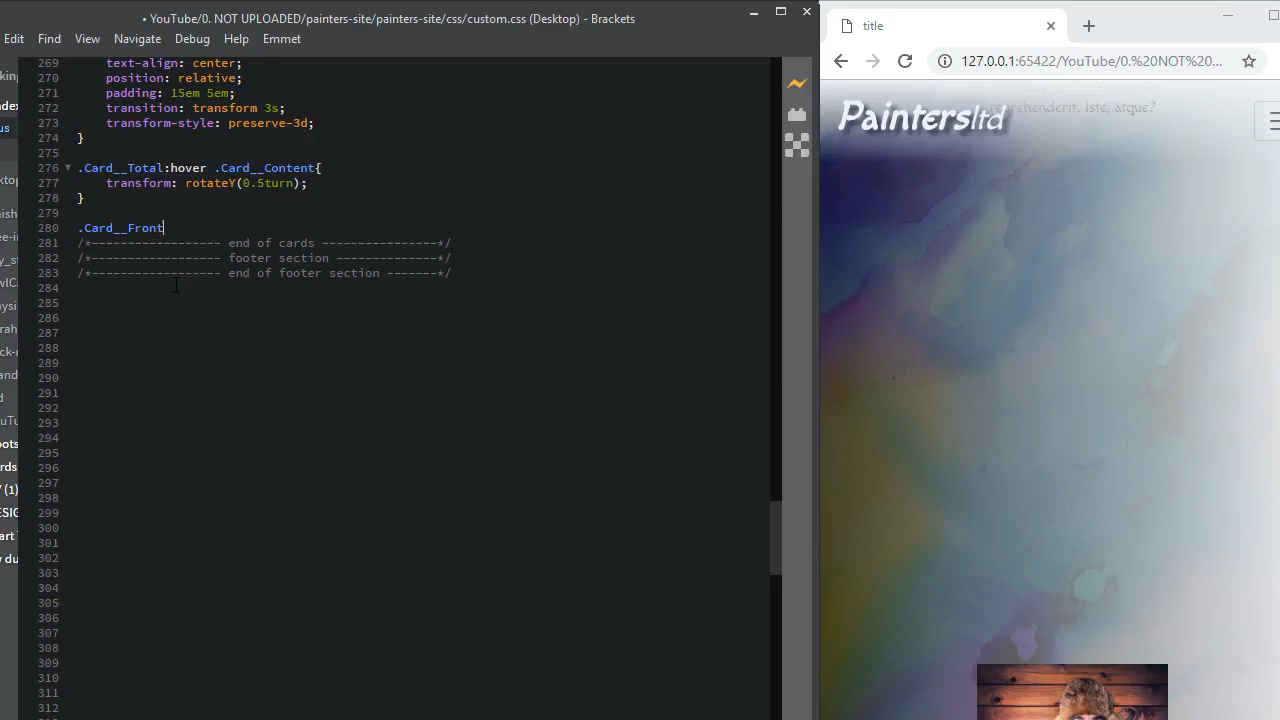 • YouTube/0. NOT UPLOADED/painters-site/painters-site/css/custom.css (Desktop) - Brackets
Edit Find View Navigate Debug Help Emmet
269 text-align: center;
270 position: relative;
271 padding: 15em 5em;
272 transition: transform 3s;
273 transform-style: preserve-3d;
274 }
275
276 .Card__Total:hover .Card__Content{
277 transform: rotateY(0.5turn);
278 }
279
280 .Card__Front
281 /*------------------ end of cards ----------------*/
282 /*------------------ footer section --------------*/
283 /*------------------ end of footer section -------*/
284
285
286
287
288
289
290
291
292
293
294
295
296
297
298
299
300
301
302
303
304
305
306
307
308
309
310
311
312
title
127.0.0.1:65422/YouTube/0.%20NOT%20...
Paintersltd
rehenderit. Iste, atque?